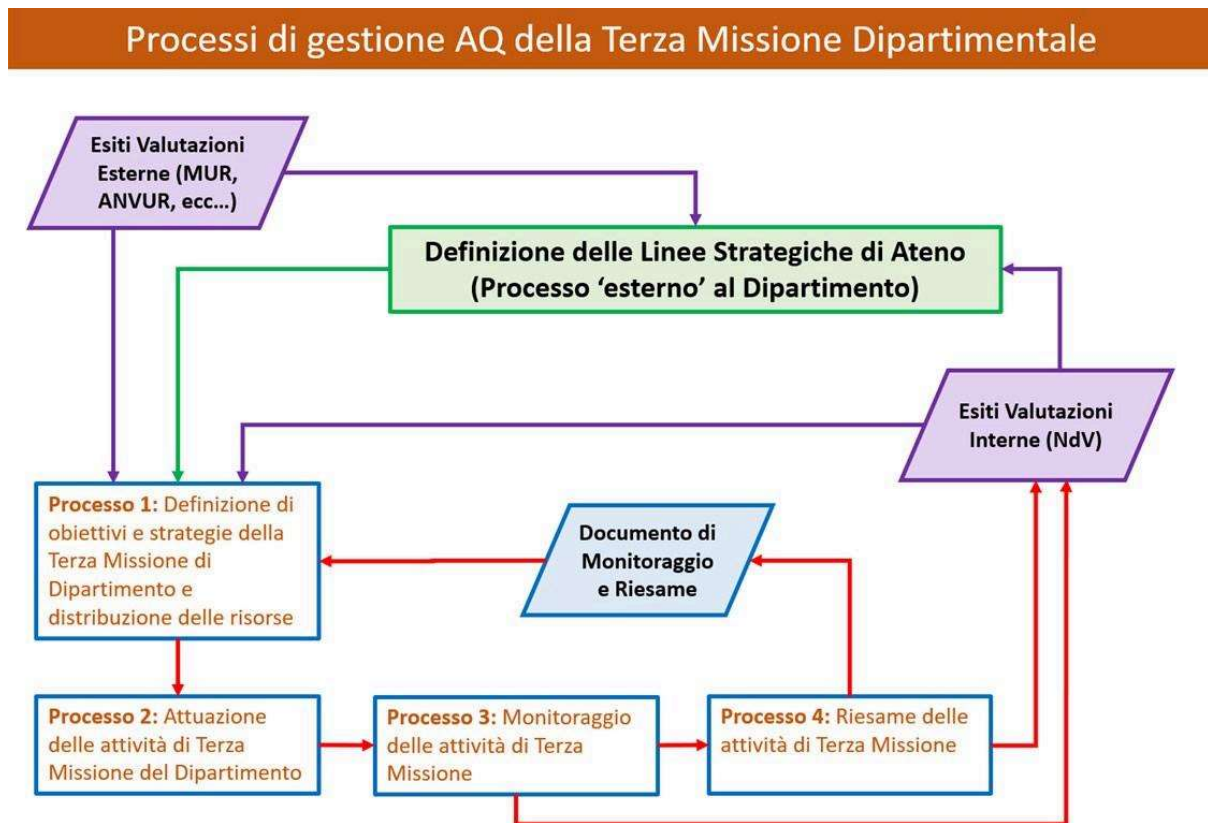 Processi di gestione AQ della Terza Missione Dipartimentale
Esiti Valutazioni
Esterne (MUR,
ANVUR, ecc...)
Definizione delle Linee Strategiche di Ateno
(Processo ‘esterno’ al Dipartimento)
Esiti Valutazioni
Interne (NdV)
Processo 1: Definizione di
obiettivi e strategie della
Terza Missione di
Dipartimento e
distribuzione delle risorse
Documento di
Monitoraggio
e Riesame
Processo 2: Attuazione
delle attività di Terza
Missione del Dipartimento
Processo 3: Monitoraggio
delle attività di Terza
Missione
Processo 4: Riesame delle
attività di Terza Missione